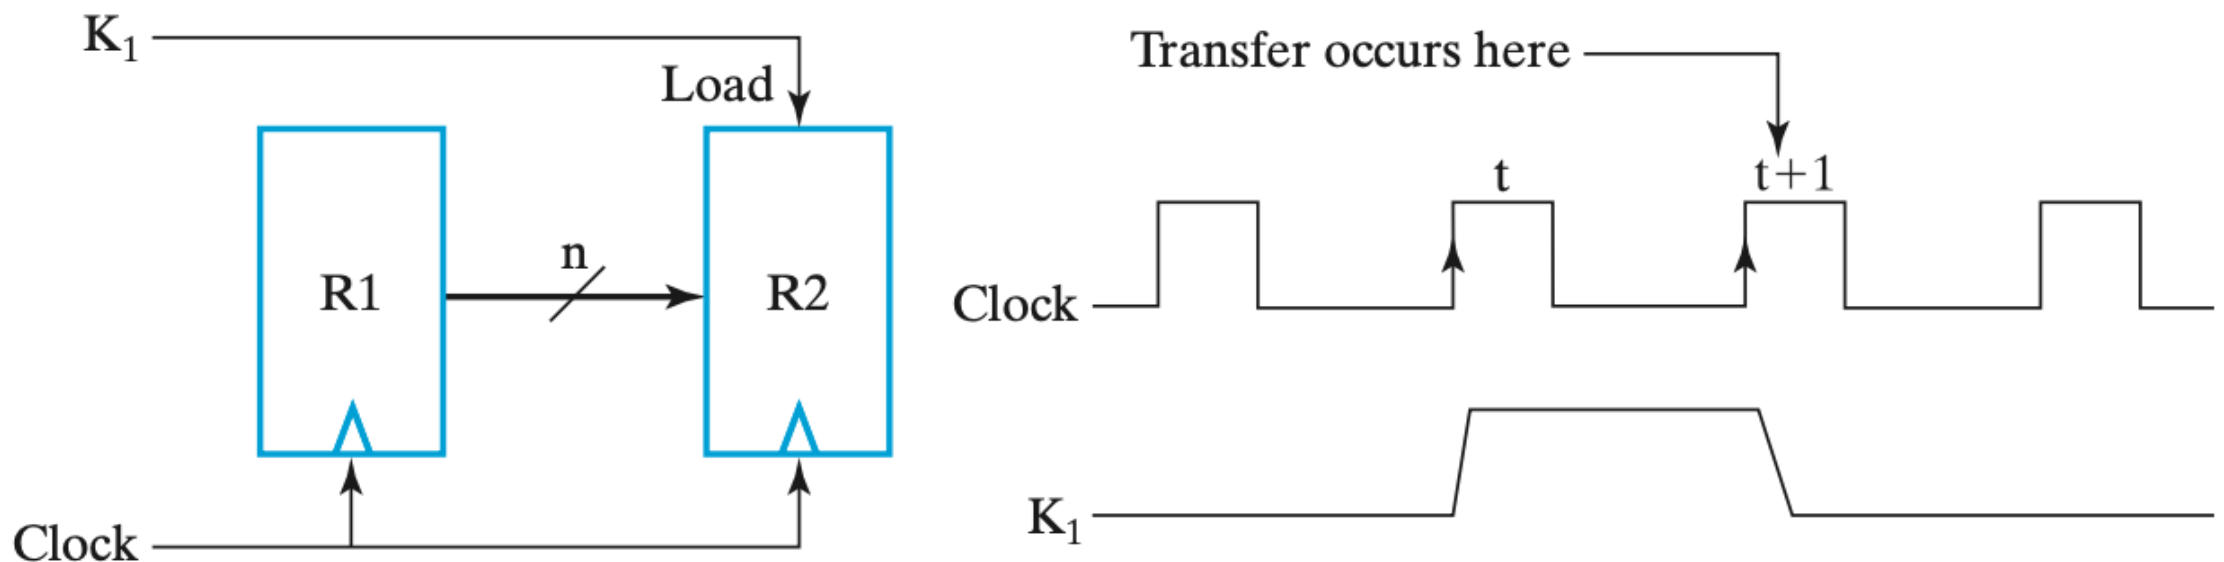 K₁
Load
R1
n
R2
Clock
Transfer occurs here
t
t+1
Clock
K₁